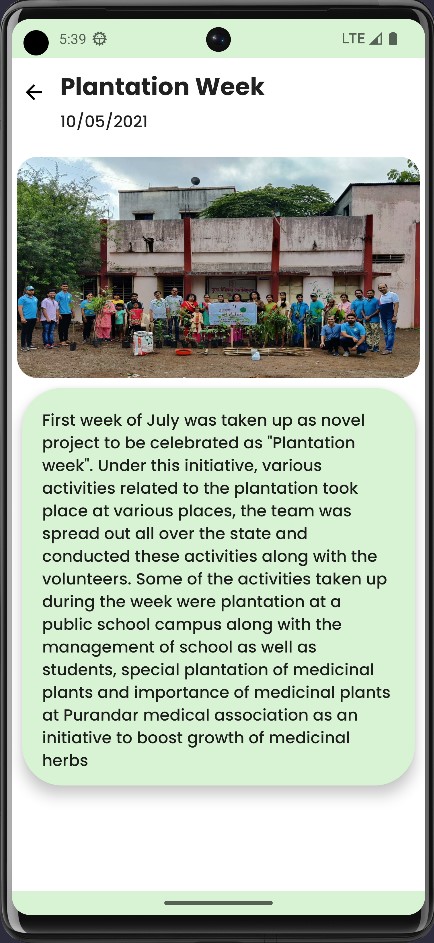 5:39
LTE
Plantation Week
10/05/2021
First week of July was taken up as novel
project to be celebrated as "Plantation
week". Under this initiative, various
activities related to the plantation took
place at various places, the team was
spread out all over the state and
conducted these activities along with the
volunteers. Some of the activities taken up
during the week were plantation at a
public school campus along with the
management of school as well as
students, special plantation of medicinal
plants and importance of medicinal plants
at Purandar medical association as an
initiative to boost growth of medicinal
herbs